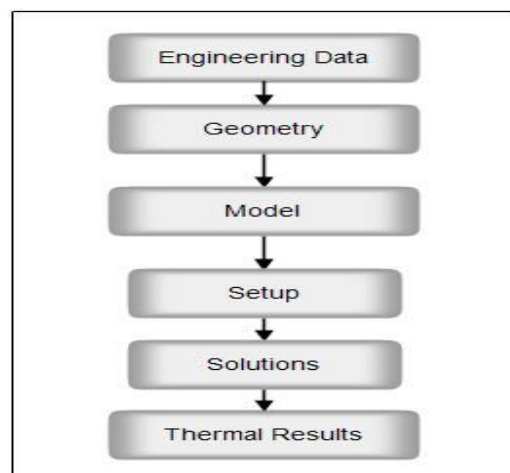 Engineering Data
Geometry
Model
Setup
Solutions
Thermal Results